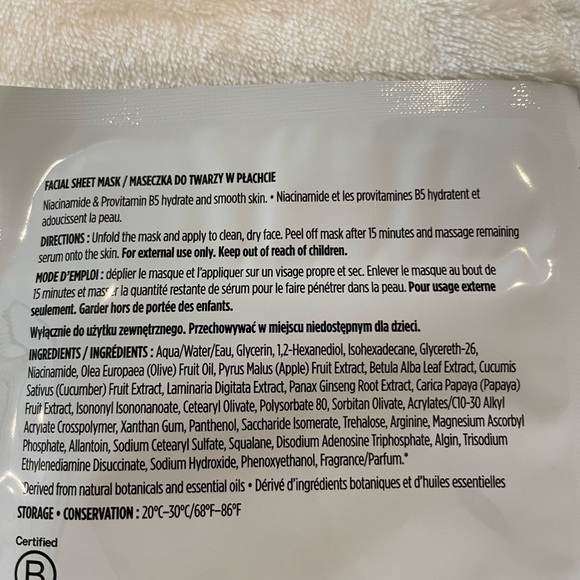 FACIAL SHEET MASK / MASECZKA DO TWARZY W PŁACHCIE
Niacinamide & Provitamin B5 hydrate and smooth skin. • Niacinamide et les provitamines B5 hydratent et
adoucissent la peau.
DIRECTIONS : Unfold the mask and apply to clean, dry face. Peel off mask after 15 minutes and massage remaining
serum onto the skin. For external use only. Keep out of reach of children.
MODE D'EMPLOI : déplier le masque et l'appliquer sur un visage propre et sec. Enlever le masque au bout de
15 minutes et masser la quantité restante de sérum pour le faire pénétrer dans la peau. Pour usage externe
seulement. Garder hors de portée des enfants.
Wyłącznie do użytku zewnętrznego. Przechowywać w miejscu niedostępnym dla dzieci.
INGREDIENTS / INGRÉDIENTS : Aqua/Water/Eau, Glycerin, 1,2-Hexanediol, Isohexadecane, Glycereth-26,
Niacinamide, Olea Europaea (Olive) Fruit Oil, Pyrus Malus (Apple) Fruit Extract, Betula Alba Leaf Extract, Cucumis
Sativus (Cucumber) Fruit Extract, Laminaria Digitata Extract, Panax Ginseng Root Extract, Carica Papaya (Papaya)
Fruit Extract, Isononyl Isononanoate, Cetearyl Olivate, Polysorbate 80, Sorbitan Olivate, Acrylates/C10-30 Alkyl
Acrylate Crosspolymer, Xanthan Gum, Panthenol, Saccharide Isomerate, Trehalose, Arginine, Magnesium Ascorbyl
Phosphate, Allantoin, Sodium Cetearyl Sulfate, Squalane, Disodium Adenosine Triphosphate, Algin, Trisodium
Ethylenediamine Disuccinate, Sodium Hydroxide, Phenoxyethanol, Fragrance/Parfum.*
*Derived from natural botanicals and essential oils • Dérivé d'ingrédients botaniques et d'huiles essentielles
STORAGE • CONSERVATION : 20°C–30°C/68°F–86°F
Certified
B